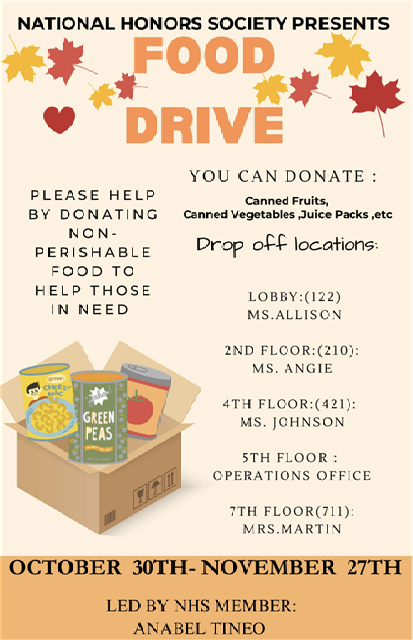 NATIONAL HONORS SOCIETY PRESENTS
FOOD
DRIVE
PLEASE HELP
BY DONATING
NON-
PERISHABLE
FOOD TO
HELP THOSE
IN NEED
YOU CAN DONATE :
Canned Fruits,
Canned Vegetables ,Juice Packs ,etc
Drop off locations:
LOBBY:(122)
MS.ALLISON
2ND FLOOR:(210):
MS. ANGIE
4TH FLOOR:(421):
MS. JOHNSON
5TH FLOOR :
OPERATIONS OFFICE
7TH FLOOR(711):
MRS.MARTIN
CHEESY
MAC
GREEN
PEAS
OCTOBER 30TH- NOVEMBER 27TH
LED BY NHS MEMBER:
ANABEL TINEO